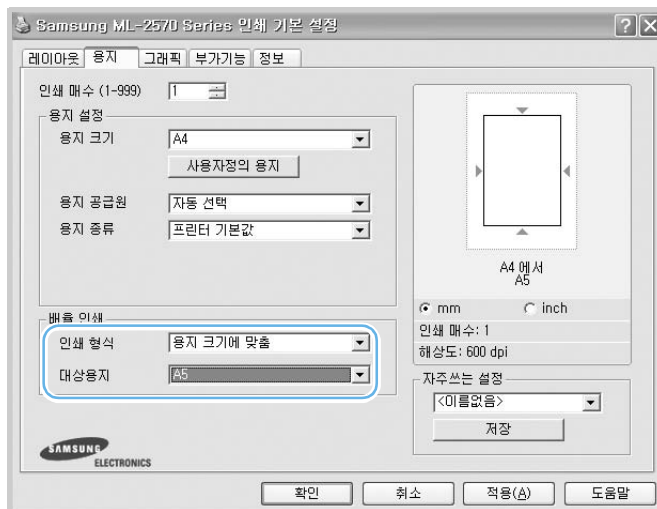 Samsung ML-2570 Series 인쇄 기본 설정
레이아웃 용지 그래픽 부가기능 정보
인쇄 매수 (1-999) 1
용지 설정
용지 크기 A4
사용자정의 용지
용지 공급원 자동 선택
용지 종류 프린터 기본값
배율 인쇄
인쇄 형식 용지 크기에 맞춤
대상용지 A5
SAMSUNG
ELECTRONICS
A4 에서
A5
mm inch
인쇄 매수: 1
해상도: 600 dpi
자주쓰는 설정
<이름없음>
저장
확인 취소 적용(A) 도움말